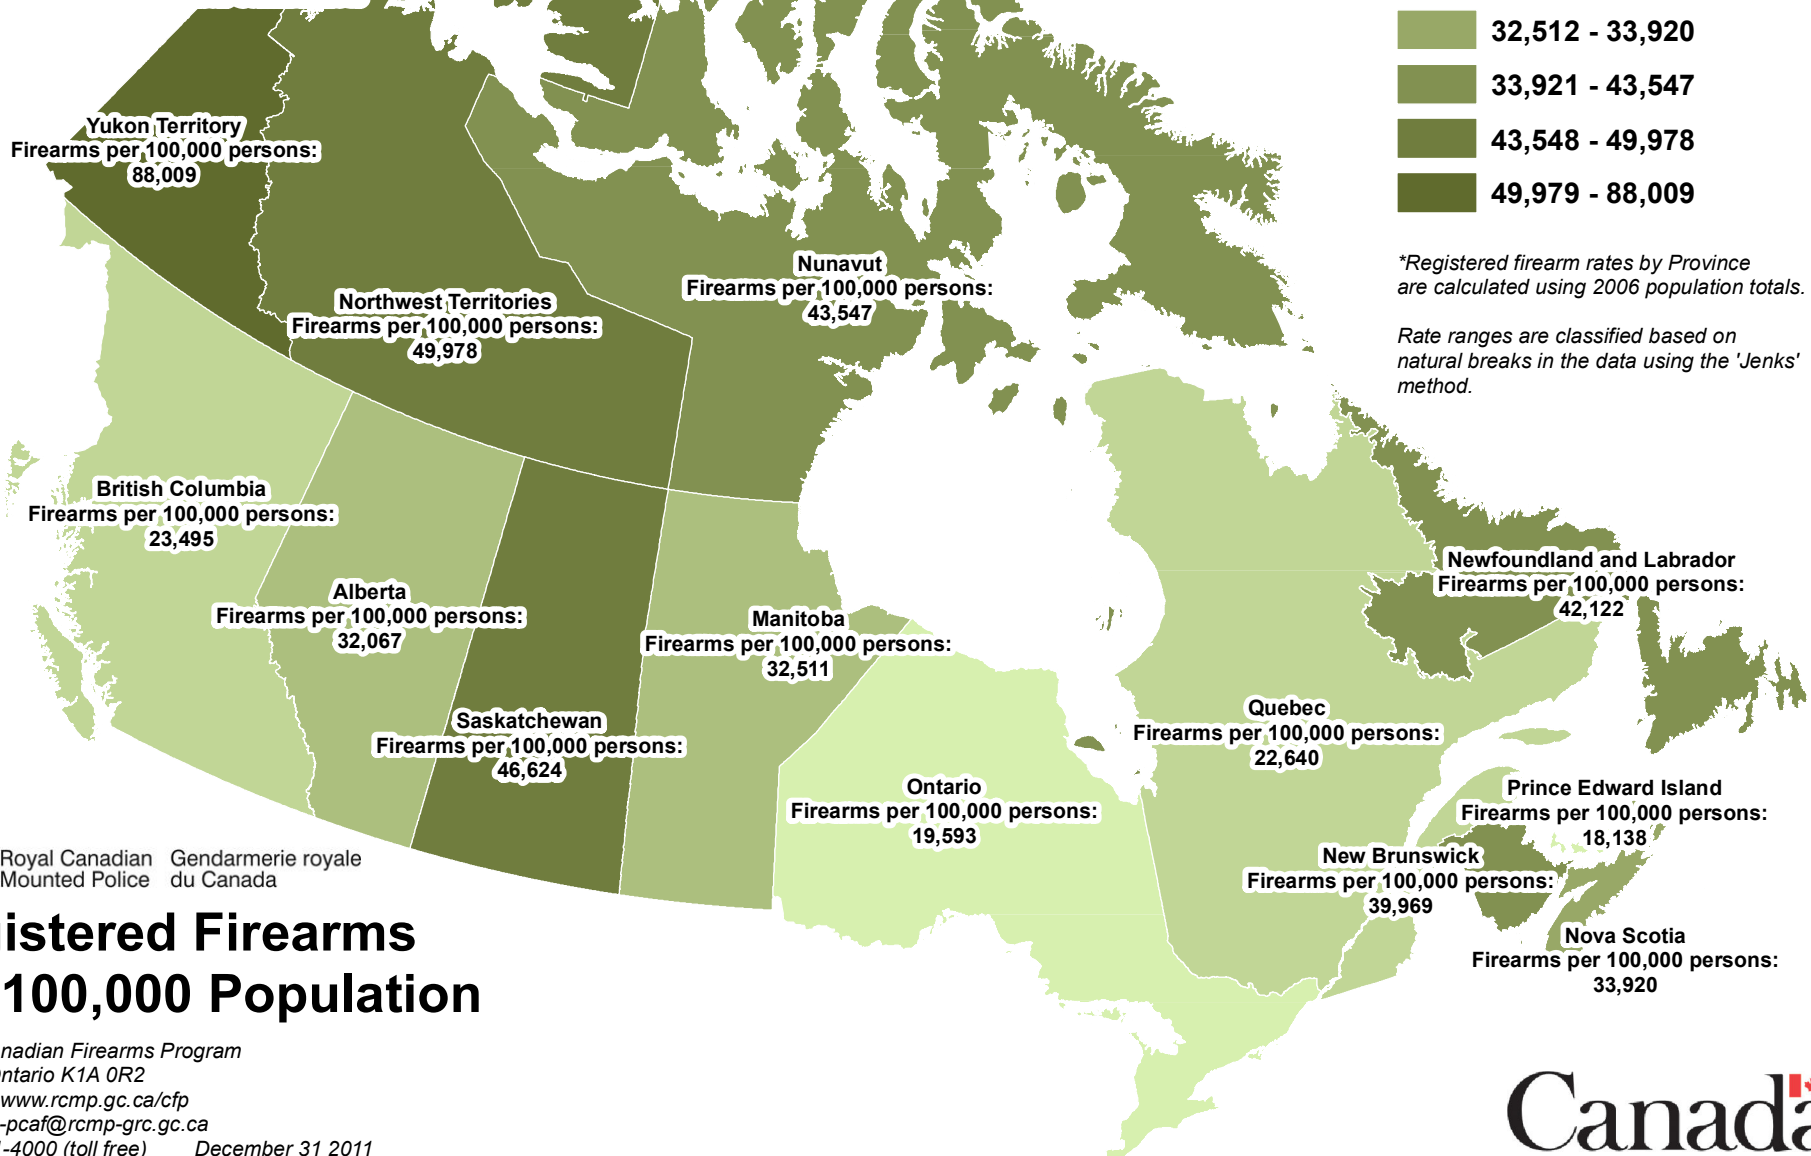 32,512 - 33,920
33,921 - 43,547
43,548 - 49,978
49,979 - 88,009
*Registered firearm rates by Province
are calculated using 2006 population totals.
Rate ranges are classified based on
natural breaks in the data using the 'Jenks'
method.
Yukon Territory
Firearms per 100,000 persons:
88,009
Northwest Territories
Firearms per 100,000 persons:
49,978
Nunavut
Firearms per 100,000 persons:
43,547
British Columbia
Firearms per 100,000 persons:
23,495
Alberta
Firearms per 100,000 persons:
32,067
Saskatchewan
Firearms per 100,000 persons:
46,624
Manitoba
Firearms per 100,000 persons:
32,511
Ontario
Firearms per 100,000 persons:
19,593
Quebec
Firearms per 100,000 persons:
22,640
Newfoundland and Labrador
Firearms per 100,000 persons:
42,122
Prince Edward Island
Firearms per 100,000 persons:
18,138
New Brunswick
Firearms per 100,000 persons:
39,969
Nova Scotia
Firearms per 100,000 persons:
33,920
Royal Canadian Gendarmerie royale
Mounted Police du Canada
istered Firearms
100,000 Population
nadian Firearms Program
ntario K1A 0R2
www.rcmp.gc.ca/cfp
-pcaf@rcmp-grc.gc.ca
-4000 (toll free) December 31 2011
Canada